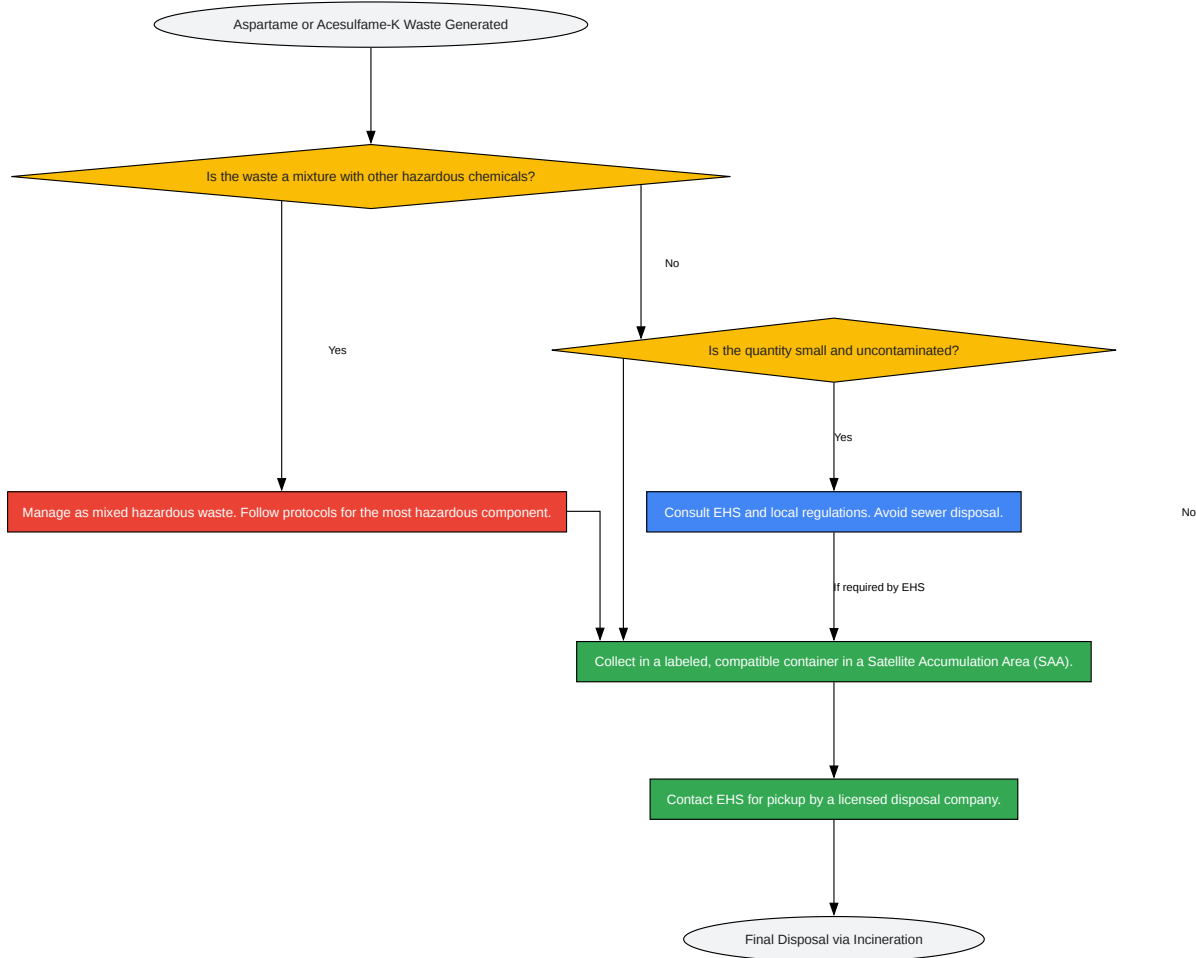 Aspartame or Acesulfame-K Waste Generated
Is the waste a mixture with other hazardous chemicals?
No
Yes
Is the quantity small and uncontaminated?
Yes
Manage as mixed hazardous waste. Follow protocols for the most hazardous component.
Consult EHS and local regulations. Avoid sewer disposal.
No
If required by EHS
Collect in a labeled, compatible container in a Satellite Accumulation Area (SAA).
Contact EHS for pickup by a licensed disposal company.
Final Disposal via Incineration